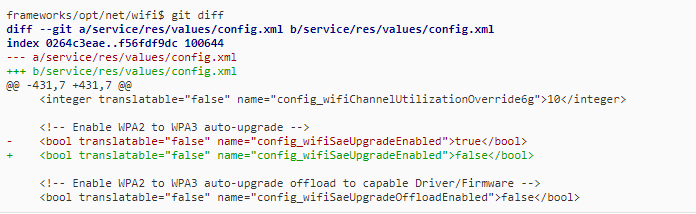 frameworks/opt/net/wifi$ git diff
diff --git a/service/res/values/config.xml b/service/res/values/config.xml
index 0264c3eae..f56fdf9dc 100644
--- a/service/res/values/config.xml
+++ b/service/res/values/config.xml
@@ -431,7 +431,7 @@
    <integer translatable="false" name="config_wifiChannelUtilizationOverride6g">10</integer>

    <!-- Enable WPA2 to WPA3 auto-upgrade -->
-   <bool translatable="false" name="config_wifiSaeUpgradeEnabled">true</bool>
+   <bool translatable="false" name="config_wifiSaeUpgradeEnabled">false</bool>

    <!-- Enable WPA2 to WPA3 auto-upgrade offload to capable Driver/Firmware -->
    <bool translatable="false" name="config_wifiSaeUpgradeOffloadEnabled">false</bool>